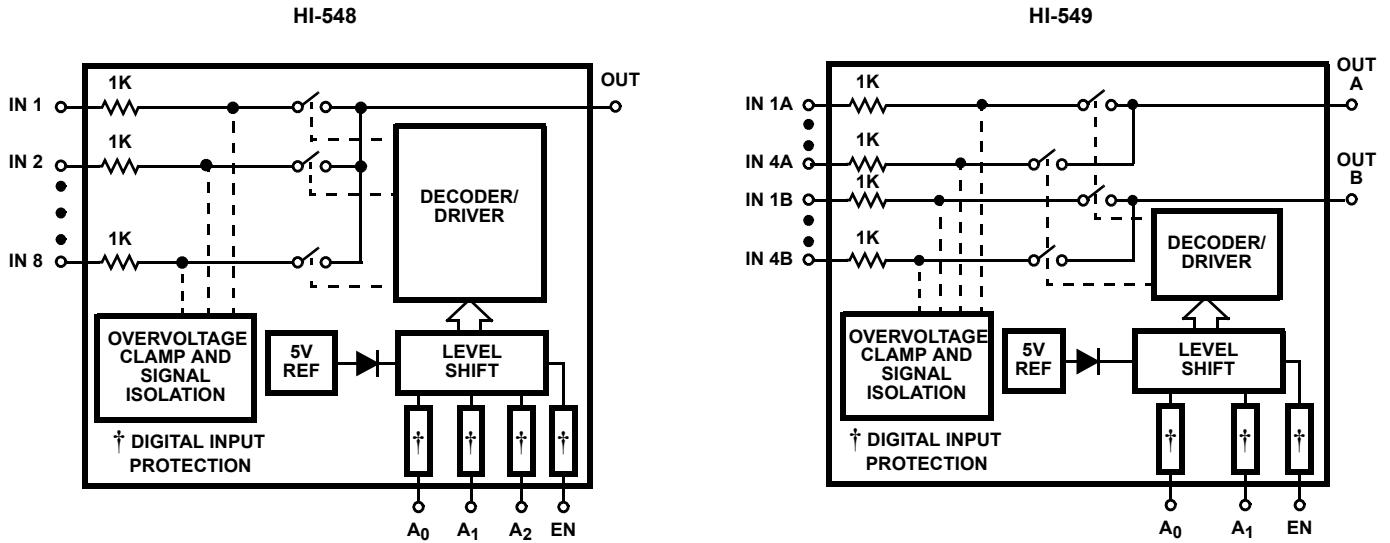 HI-548
1K
IN 1
OUT
1K
IN 2
1K
IN 8
DECODER/
DRIVER
OVERVOLTAGE
CLAMP AND
SIGNAL
ISOLATION
5V
REF
LEVEL
SHIFT
† DIGITAL INPUT
PROTECTION
† † † †
A0 A1 A2 EN
HI-549
1K
IN 1A
OUT
A
1K
IN 4A
1K
IN 1B
OUT
B
1K
IN 4B
DECODER/
DRIVER
OVERVOLTAGE
CLAMP AND
SIGNAL
ISOLATION
5V
REF
LEVEL
SHIFT
† DIGITAL INPUT
PROTECTION
† † †
A0 A1 EN